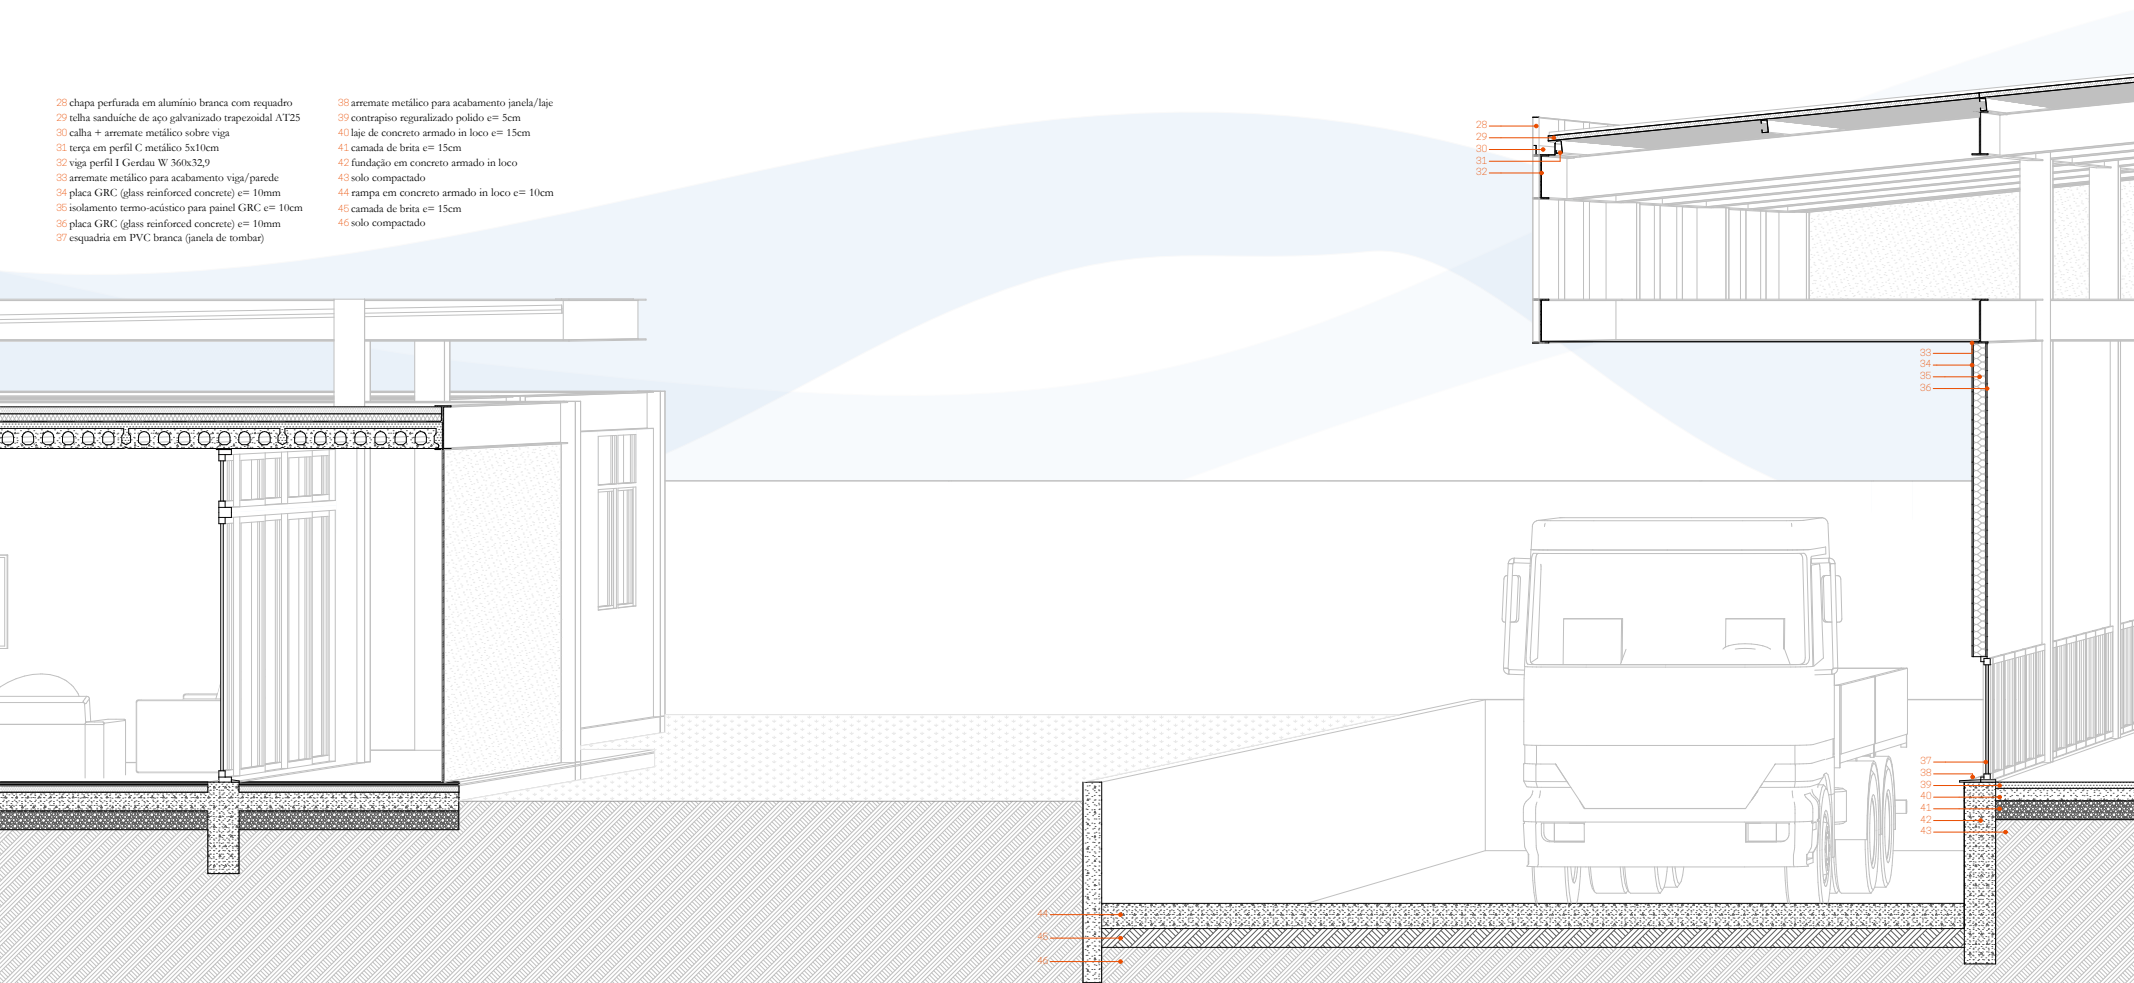 28 chapa perfurada em alumínio branca com requadro
29 telha sanduíche de aço galvanizado trapezoidal AT25
30 calha + arremate metálico sobre viga
31 terça em perfil C metálico 5x10cm
32 viga perfil I Gerdau W 360x32,9
33 arremate metálico para acabamento viga/parede
34 placa GRC (glass reinforced concrete) e= 10mm
35 isolamento termo-acústico para painel GRC e= 10cm
36 placa GRC (glass reinforced concrete) e= 10mm
37 esquadria em PVC branca (janela de tombar)
38 arremate metálico para acabamento janela/laje
39 contrapiso reguralizado polido e= 5cm
40 laje de concreto armado in loco e= 15cm
41 camada de brita e= 15cm
42 fundação em concreto armado in loco
43 solo compactado
44 rampa em concreto armado in loco e= 10cm
45 camada de brita e= 15cm
46 solo compactado
28
29
30
31
32
33
34
35
36
37
38
39
40
41
42
43
44
45
46